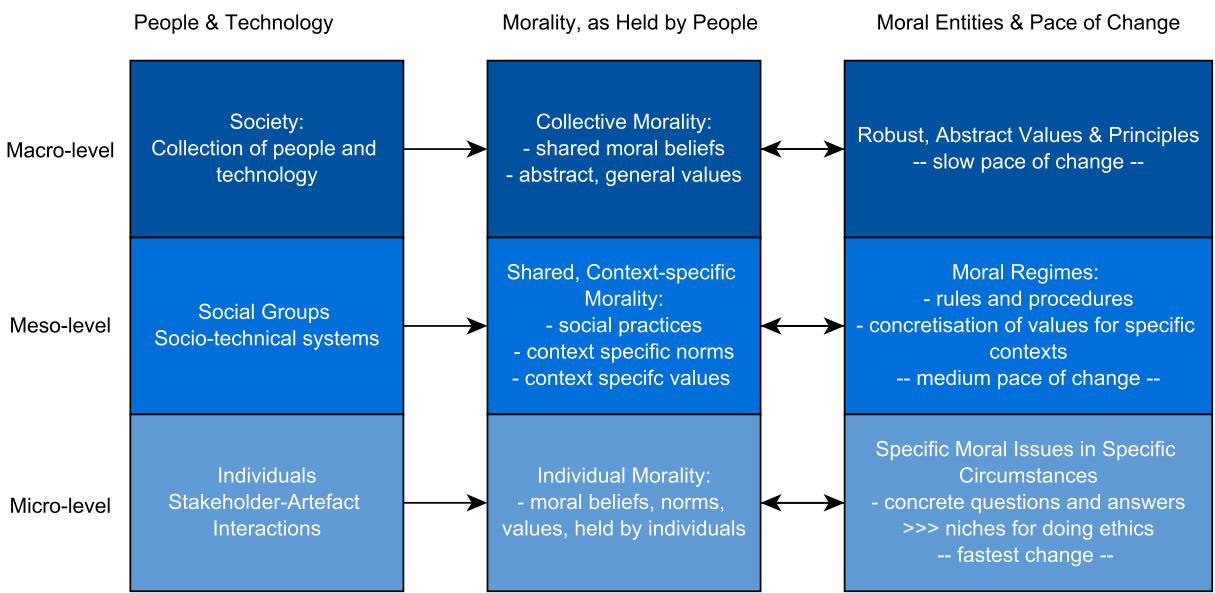 People & Technology
Morality, as Held by People
Moral Entities & Pace of Change
Macro-level
Society:
Collection of people and
technology
Collective Morality:
- shared moral beliefs
- abstract, general values
Robust, Abstract Values & Principles
-- slow pace of change --
Meso-level
Social Groups
Socio-technical systems
Shared, Context-specific
Morality:
- social practices
- context specific norms
- context specifc values
Moral Regimes:
- rules and procedures
- concretisation of values for specific
contexts
-- medium pace of change --
Micro-level
Individuals
Stakeholder-Artefact
Interactions
Individual Morality:
- moral beliefs, norms,
values, held by individuals
Specific Moral Issues in Specific
Circumstances
- concrete questions and answers
>>> niches for doing ethics
-- fastest change --